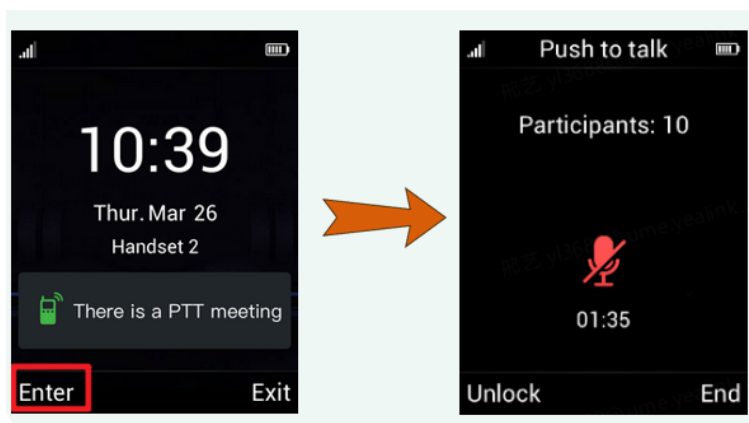 10:39
Thur. Mar 26
Handset 2
There is a PTT meeting
Enter
Exit
Push to talk
Participants: 10
01:35
Unlock
End